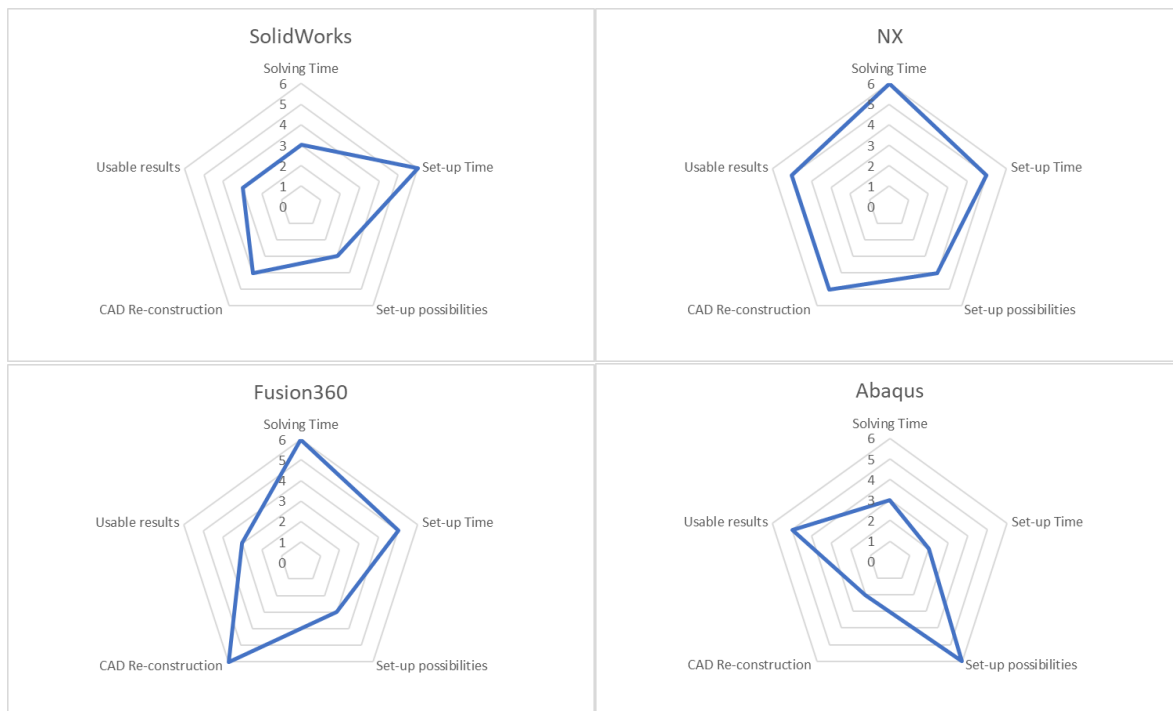 SolidWorks
Solving Time
6
5
4
3
2
1
0
Set-up Time
Set-up possibilities
CAD Re-construction
Usable results
NX
Solving Time
6
5
4
3
2
1
0
Set-up Time
Set-up possibilities
CAD Re-construction
Usable results
Fusion360
Solving Time
6
5
4
3
2
1
0
Set-up Time
Set-up possibilities
CAD Re-construction
Usable results
Abaqus
Solving Time
6
5
4
3
2
1
0
Set-up Time
Set-up possibilities
CAD Re-construction
Usable results